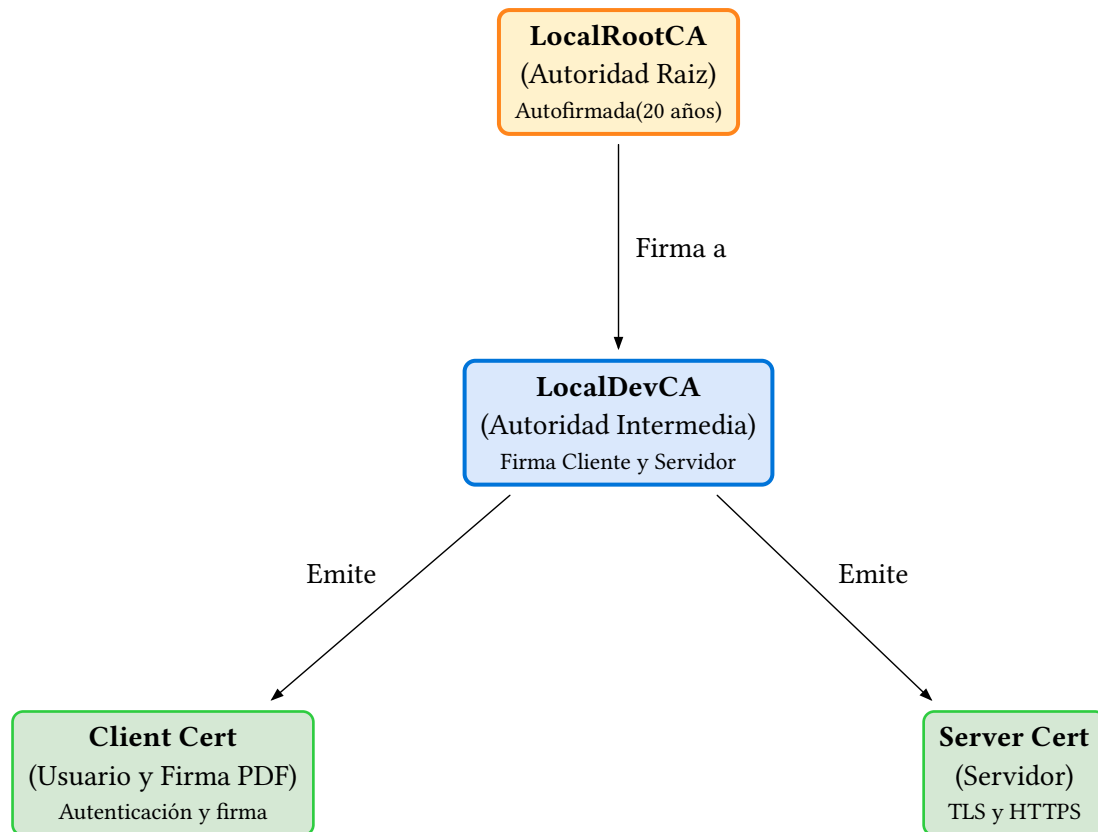 LocalRootCA
(Autoridad Raiz)
Autofirmada(20 años)
Firma a
LocalDevCA
(Autoridad Intermedia)
Firma Cliente y Servidor
Emite
Emite
Client Cert
(Usuario y Firma PDF)
Autenticación y firma
Server Cert
(Servidor)
TLS y HTTPS